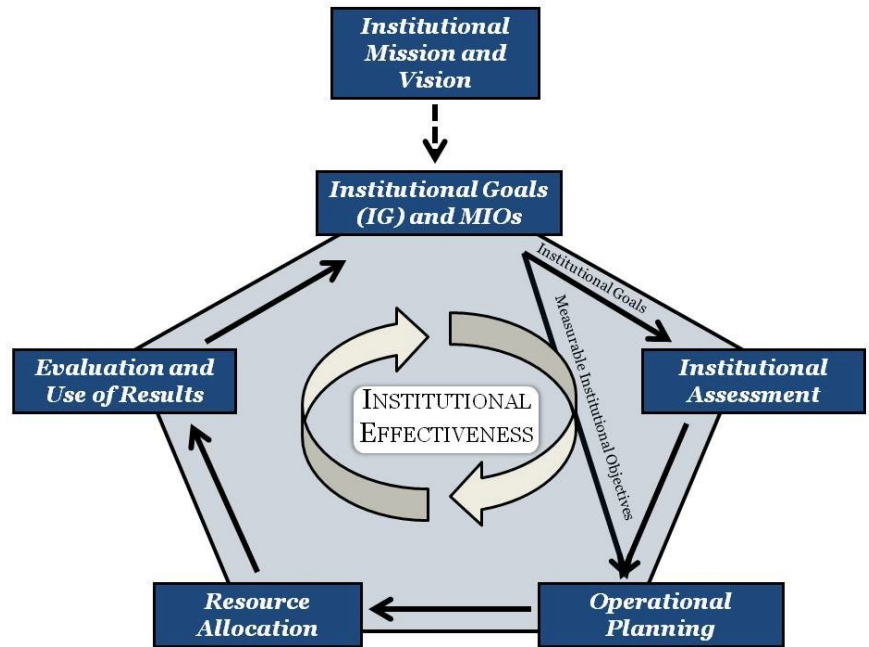 Institutional
Mission and
Vision
Institutional Goals
(IG) and MIOs
Institutional Goals
Measurable Institutional Objectives
Evaluation and
Use of Results
INSTITUTIONAL
EFFECTIVENESS
Institutional
Assessment
Resource
Allocation
Operational
Planning